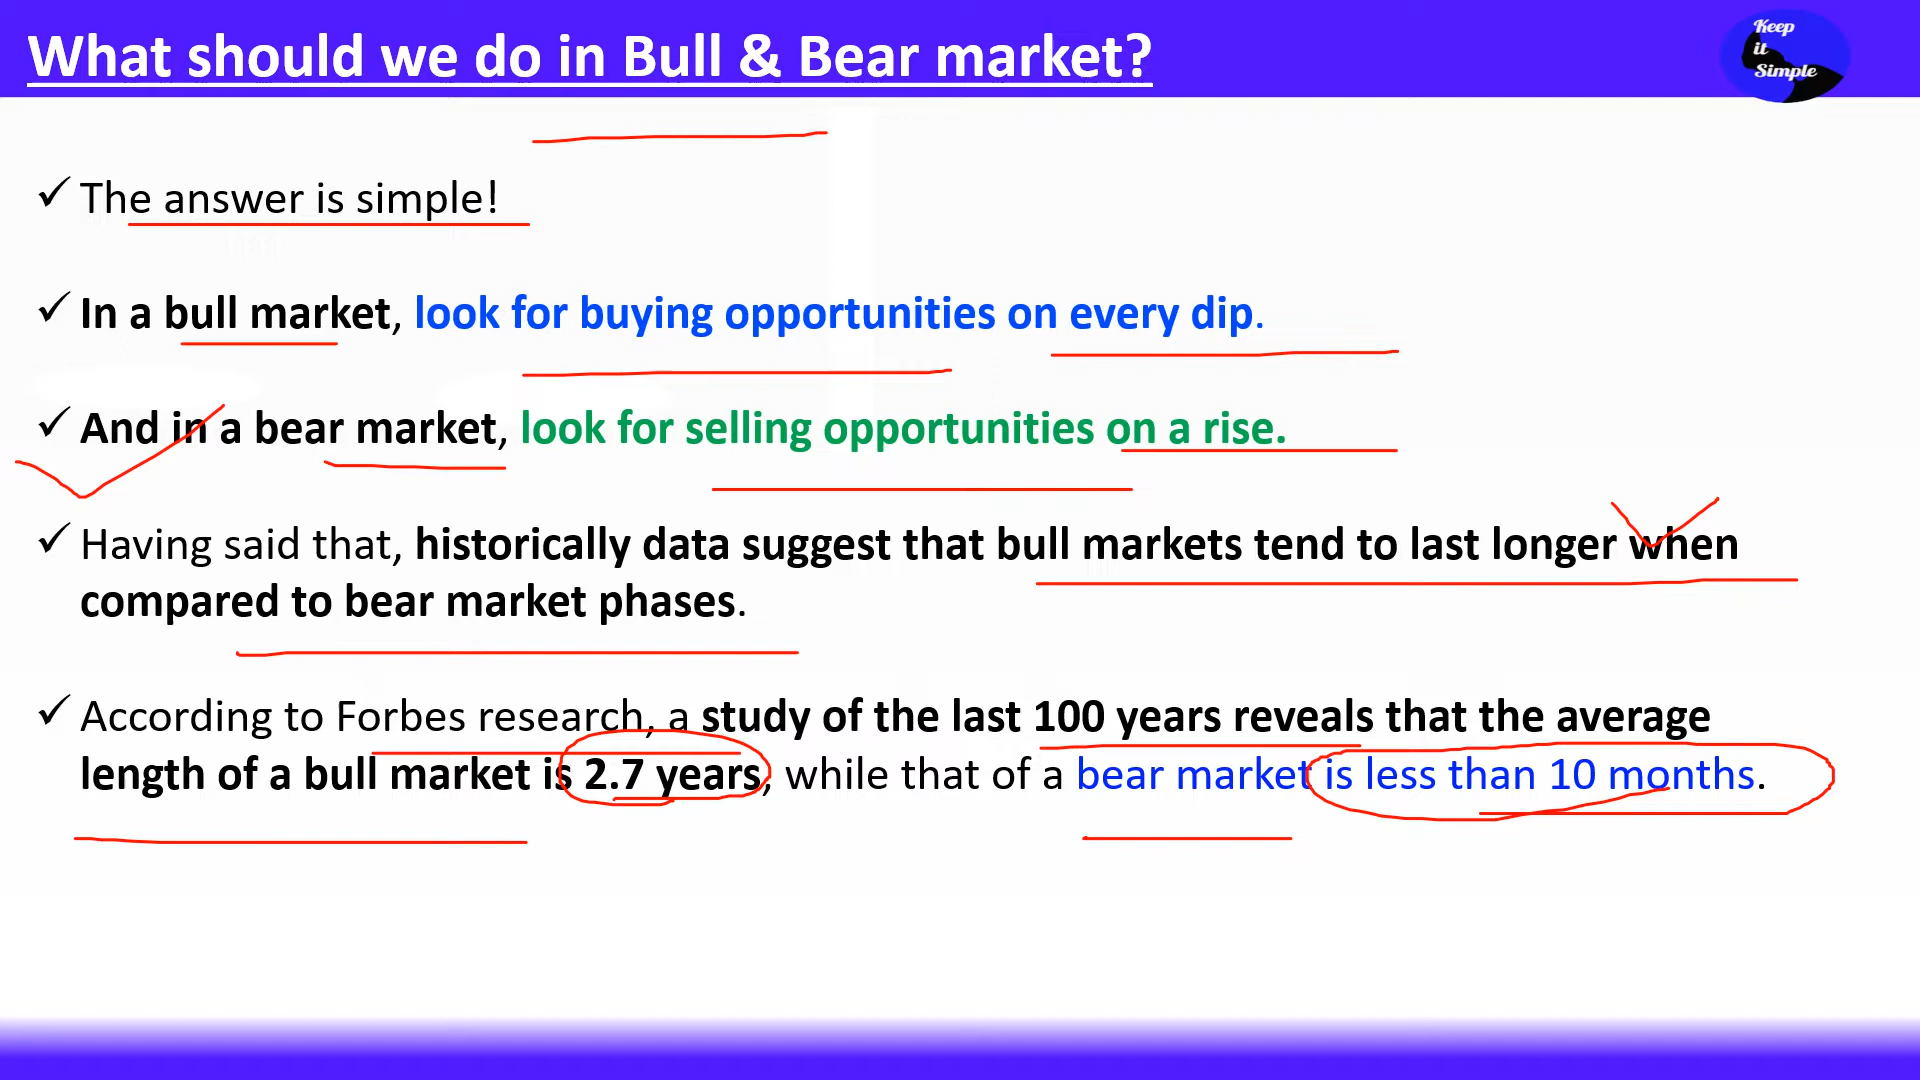 What should we do in Bull & Bear market?
Keep
it
Simple
The answer is simple!
In a bull market, look for buying opportunities on every dip.
And in a bear market, look for selling opportunities on a rise.
Having said that, historically data suggest that bull markets tend to last longer when
compared to bear market phases.
According to Forbes research, a study of the last 100 years reveals that the average
length of a bull market is 2.7 years, while that of a bear market is less than 10 months.